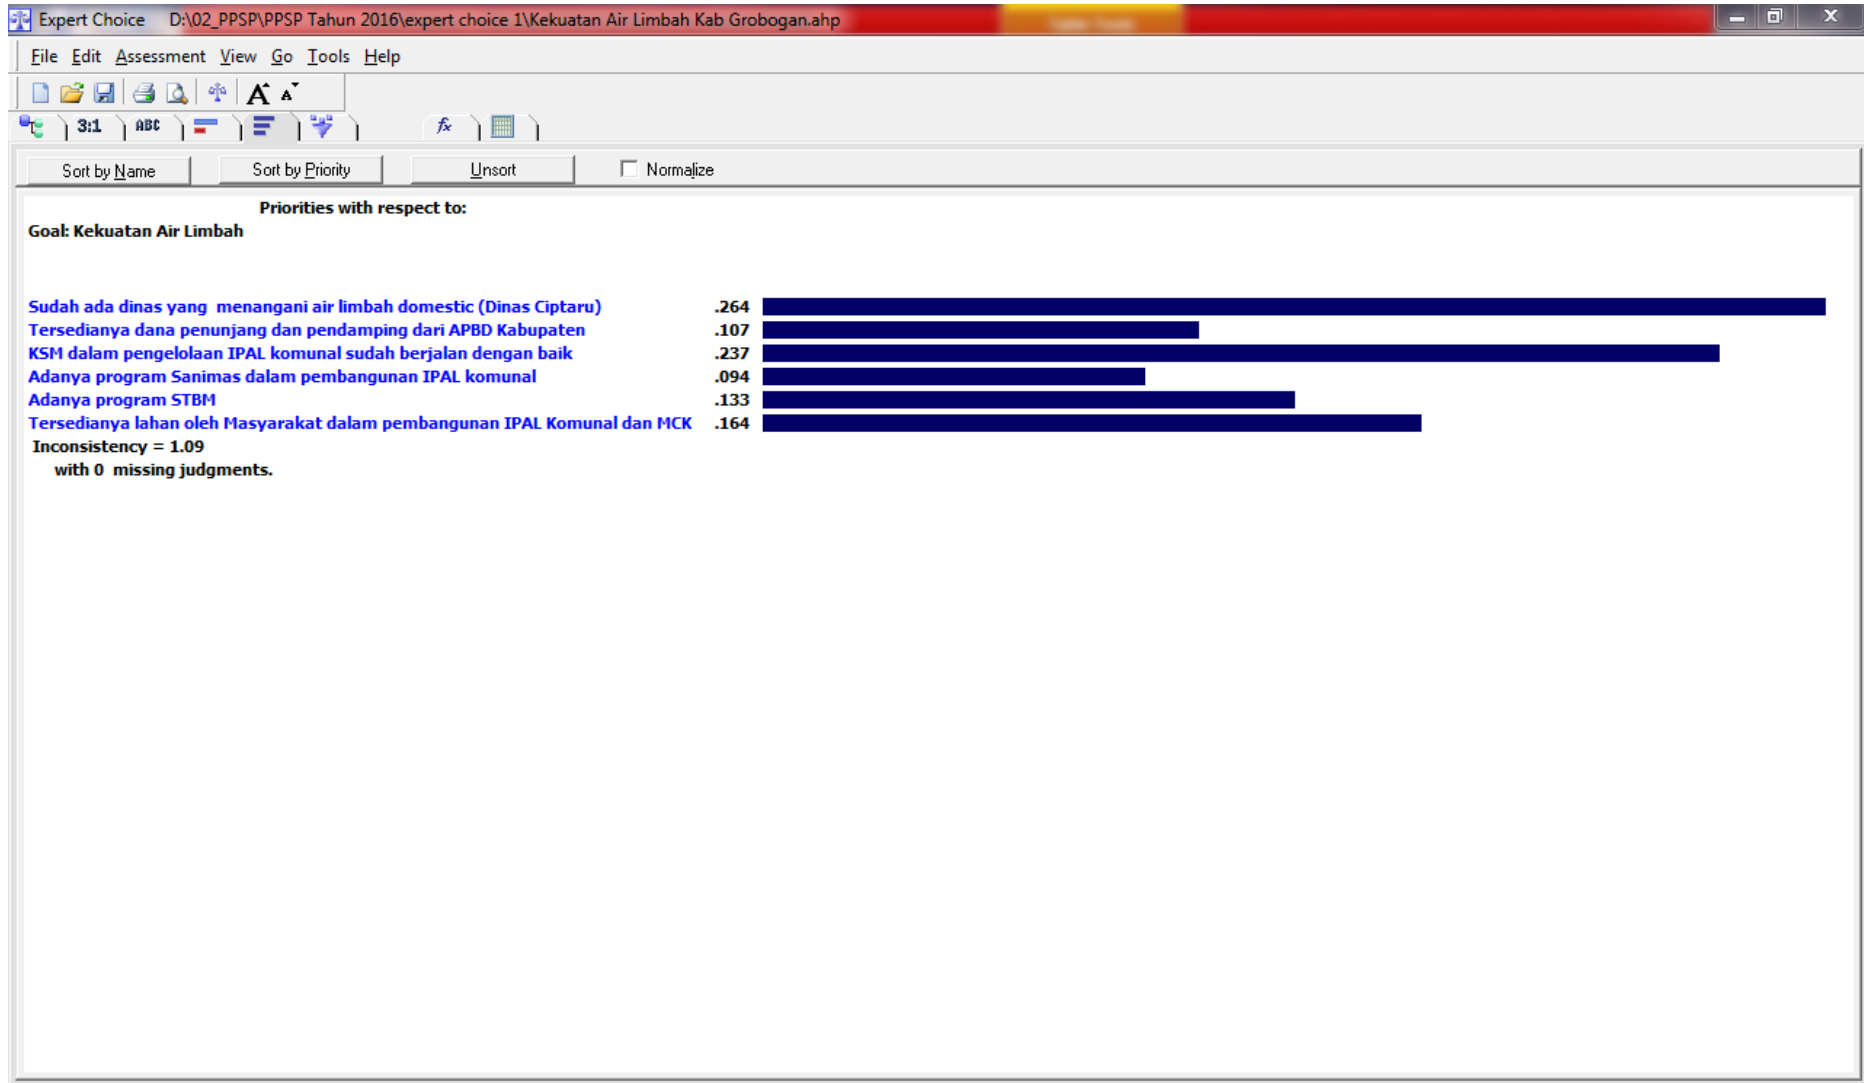 Expert Choice D:\02_PPSP\PPSP Tahun 2016\expert choice 1\Kekuatan Air Limbah Kab Grobogan.ahp
File Edit Assessment View Go Tools Help
A A
3:1 ABC fx
Sort by Name Sort by Priority Unsort Normalize
Priorities with respect to:
Goal: Kekuatan Air Limbah
Sudah ada dinas yang menangani air limbah domestic (Dinas Ciptaru) .264
Tersedianya dana penunjang dan pendamping dari APBD Kabupaten .107
KSM dalam pengelolaan IPAL komunal sudah berjalan dengan baik .237
Adanya program Sanimas dalam pembangunan IPAL komunal .094
Adanya program STBM .133
Tersedianya lahan oleh Masyarakat dalam pembangunan IPAL Komunal dan MCK .164
Inconsistency = 1.09
with 0 missing judgments.